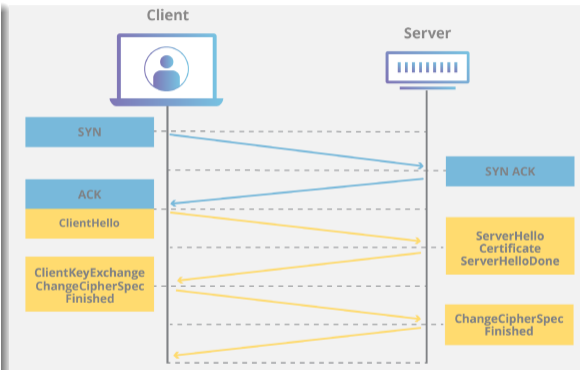 Client
Server
SYN
SYN ACK
ACK
ClientHello
ServerHello
Certificate
ServerHelloDone
ClientKeyExchange
ChangeCipherSpec
Finished
ChangeCipherSpec
Finished